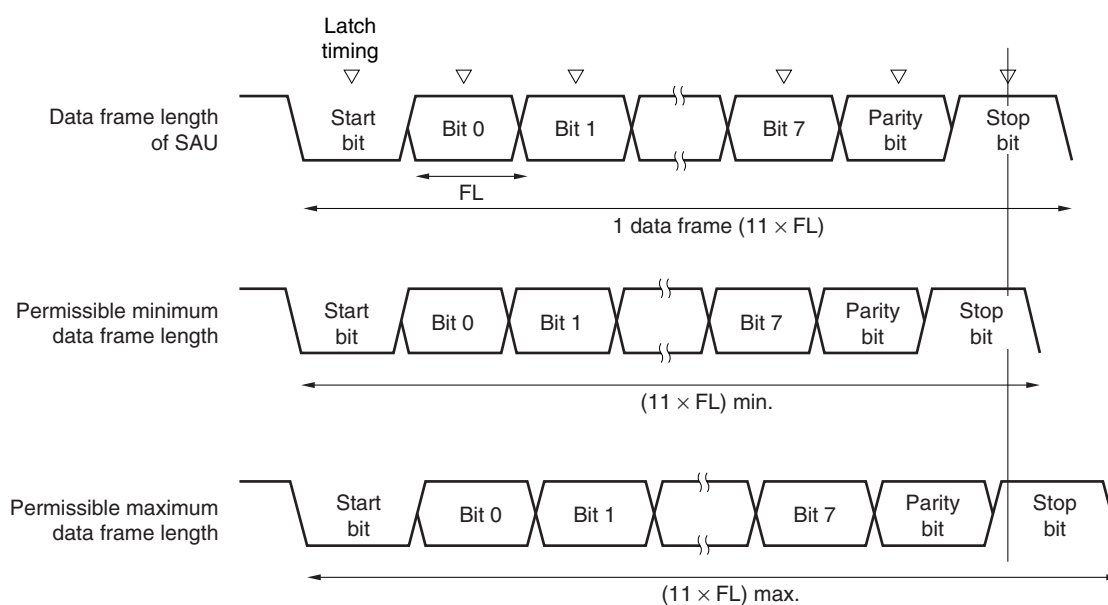 Latch
timing
Data frame length
of SAU
Start
bit
Bit 0
Bit 1
Bit 7
Parity
bit
Stop
bit
FL
1 data frame (11 × FL)
Permissible minimum
data frame length
Start
bit
Bit 0
Bit 1
Bit 7
Parity
bit
Stop
bit
(11 × FL) min.
Permissible maximum
data frame length
Start
bit
Bit 0
Bit 1
Bit 7
Parity
bit
Stop
bit
(11 × FL) max.